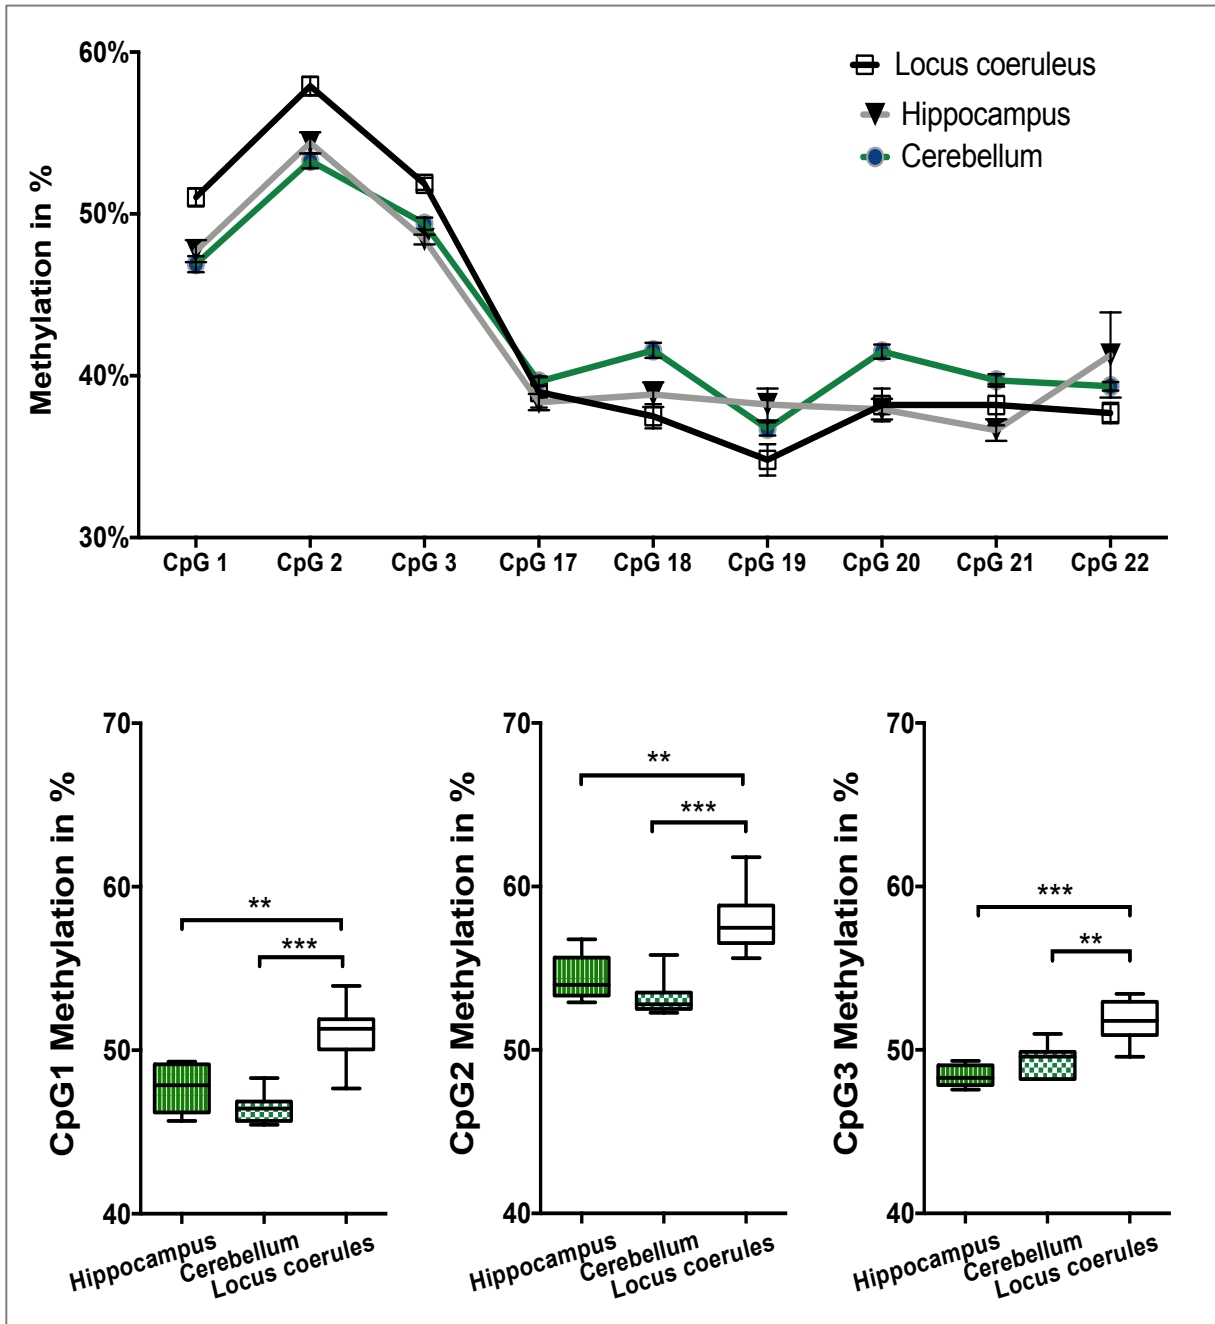 60%
50%
40%
30%
Methylation in %
Locus coeruleus
Hippocampus
Cerebellum
CpG 1 CpG 2 CpG 3 CpG 17 CpG 18 CpG 19 CpG 20 CpG 21 CpG 22
CpG1 Methylation in %
70
60
50
40
**
***
Hippocampus
Cerebellum
Locus coerules
CpG2 Methylation in %
70
60
50
40
**
***
Hippocampus
Cerebellum
Locus coerules
CpG3 Methylation in %
70
60
50
40
***
**
Hippocampus
Cerebellum
Locus coerules